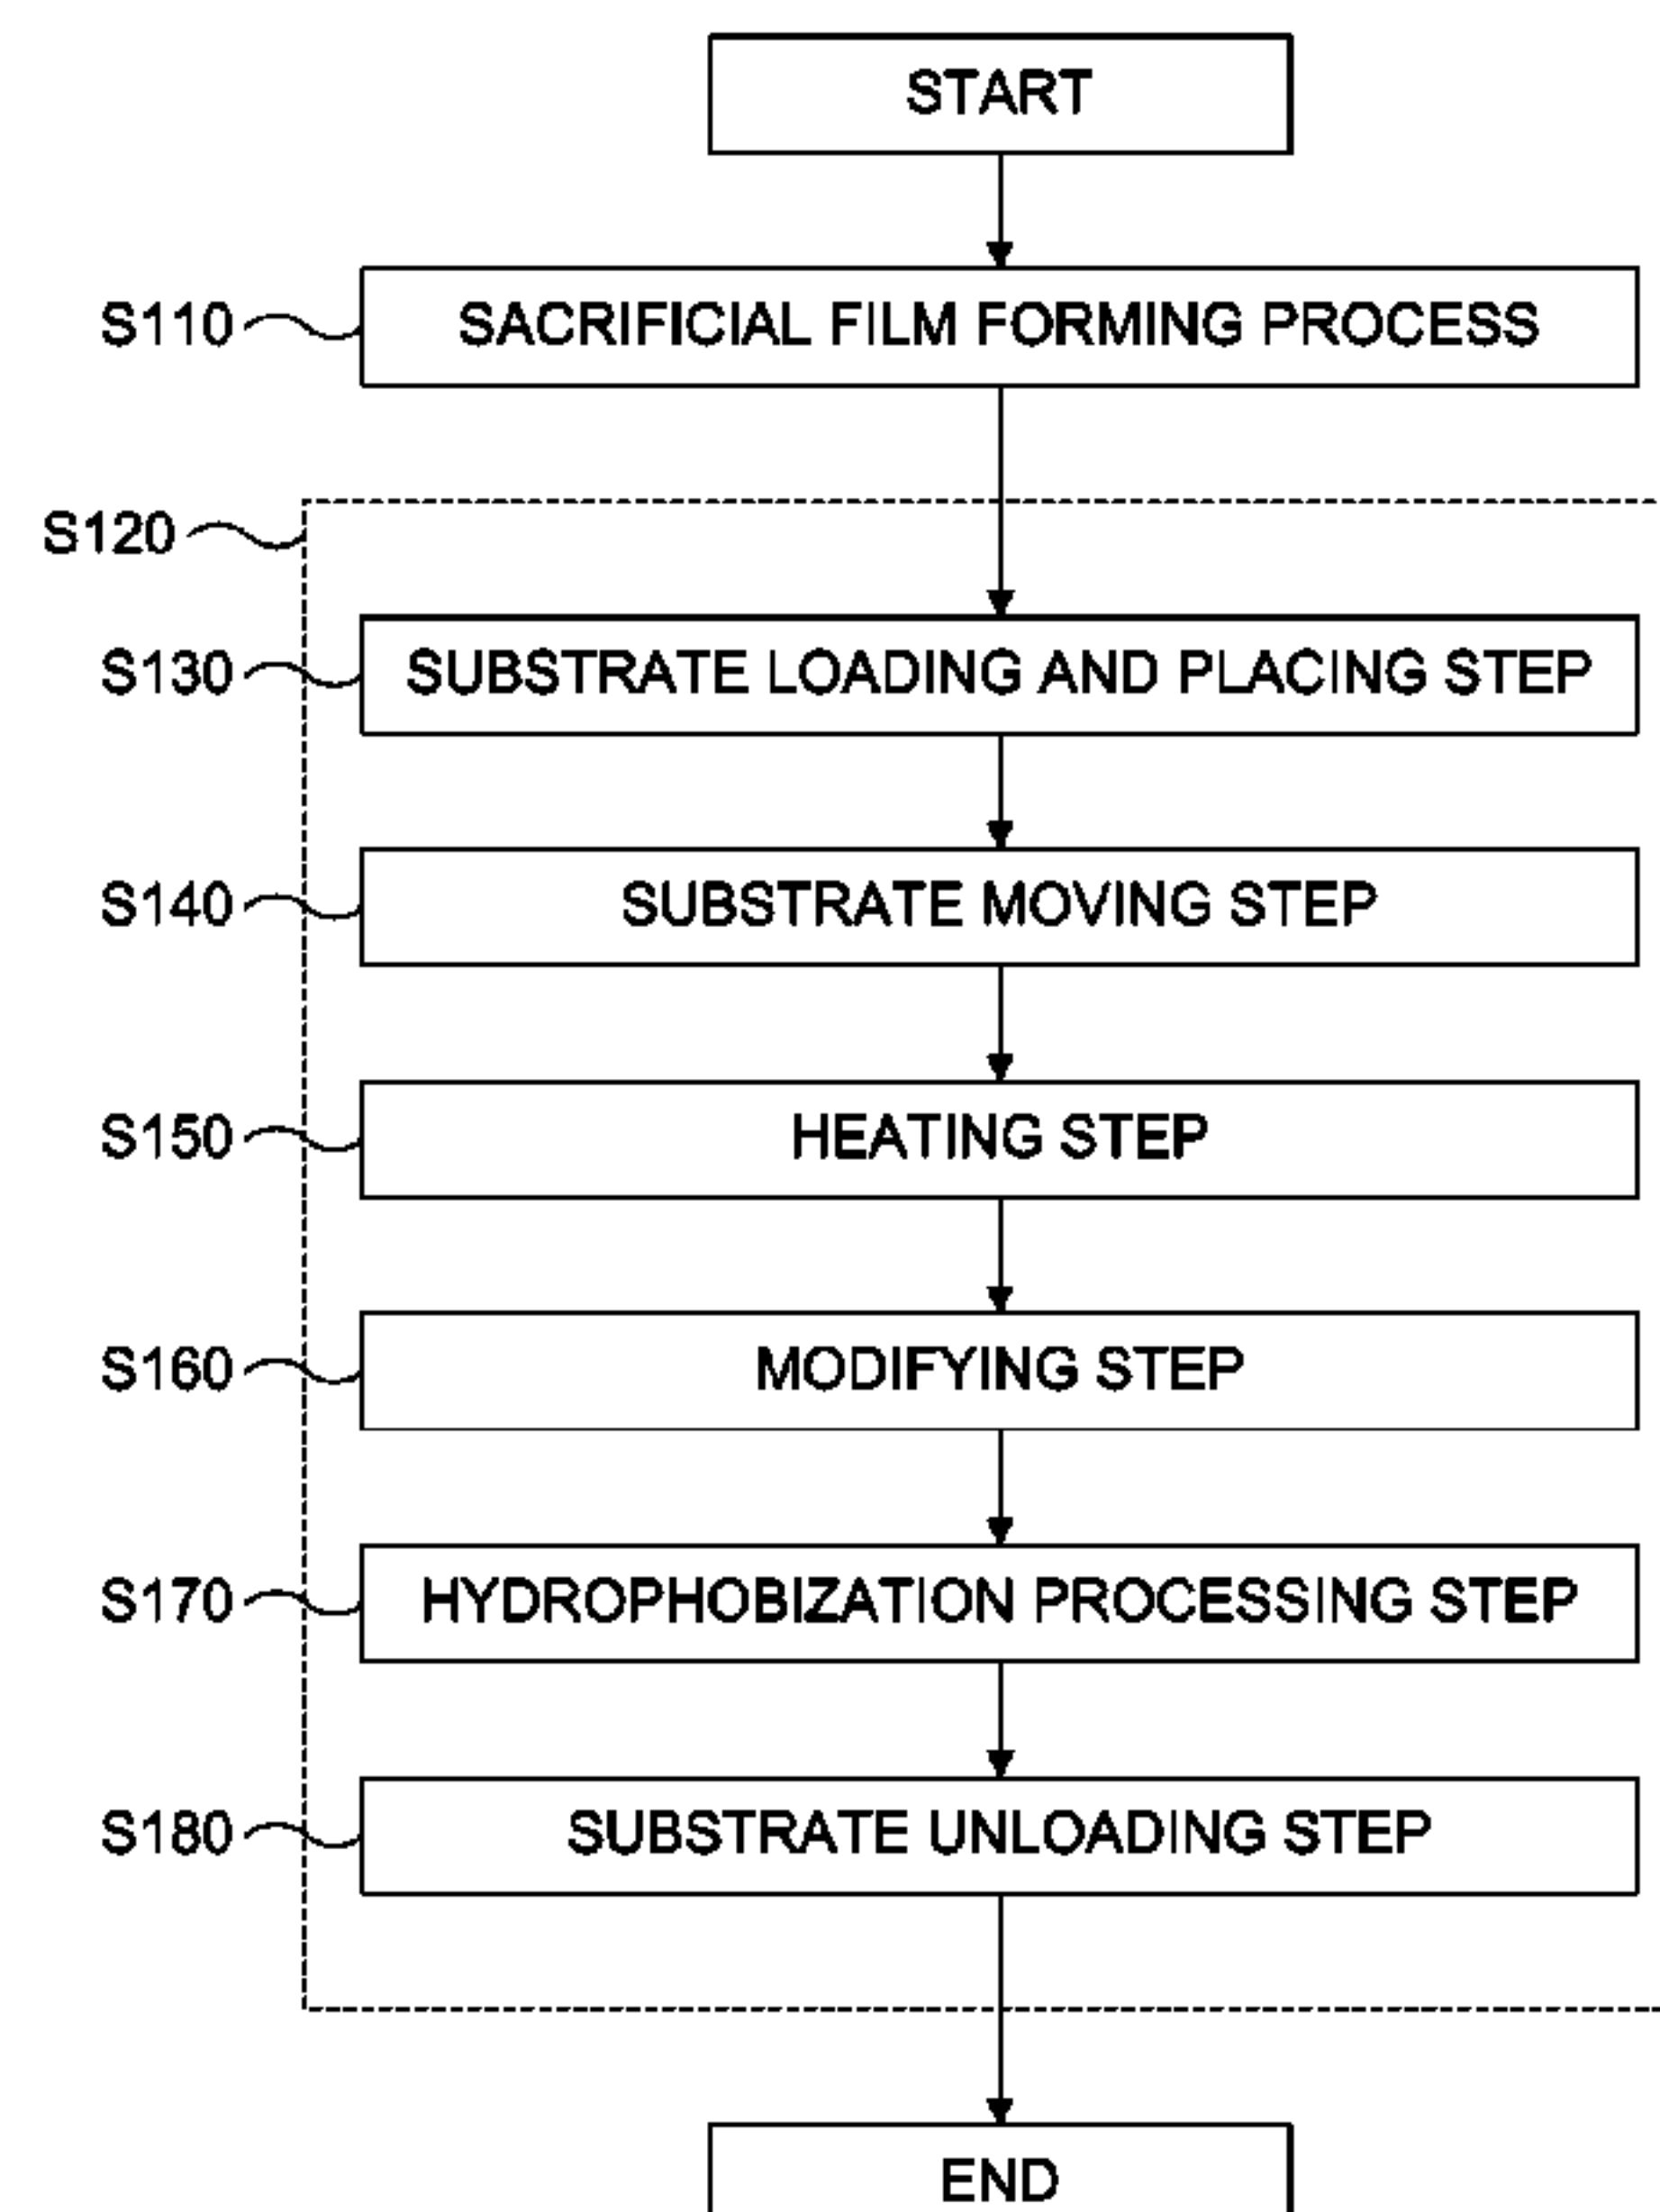 START
S110 SACRIFICIAL FILM FORMING PROCESS
S120
S130 SUBSTRATE LOADING AND PLACING STEP
S140 SUBSTRATE MOVING STEP
S150 HEATING STEP
S160 MODIFYING STEP
S170 HYDROPHOBIZATION PROCESSING STEP
S180 SUBSTRATE UNLOADING STEP
END